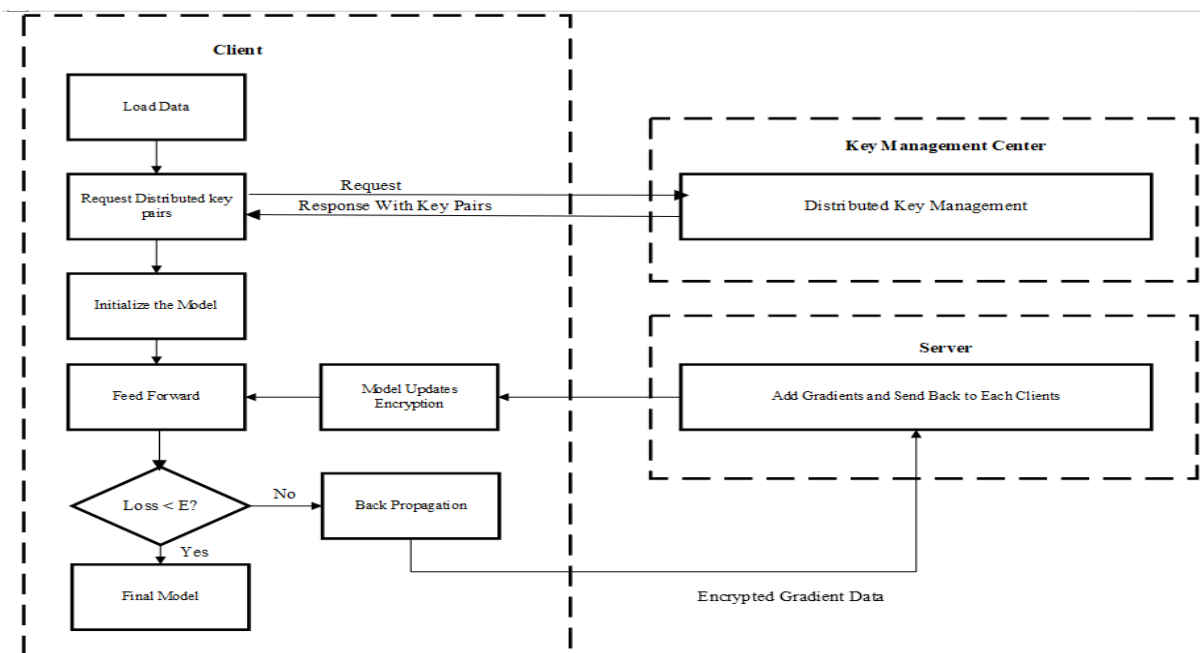 Client
Load Data
Key Management Center
Request Distributed key
pairs
Request
Response With Key Pairs
Distributed Key Management
Initialize the Model
Server
Feed Forward
Model Updates
Encryption
Add Gradients and Send Back to Each Clients
Loss < E?
No
Back Propagation
Yes
Final Model
Encrypted Gradient Data